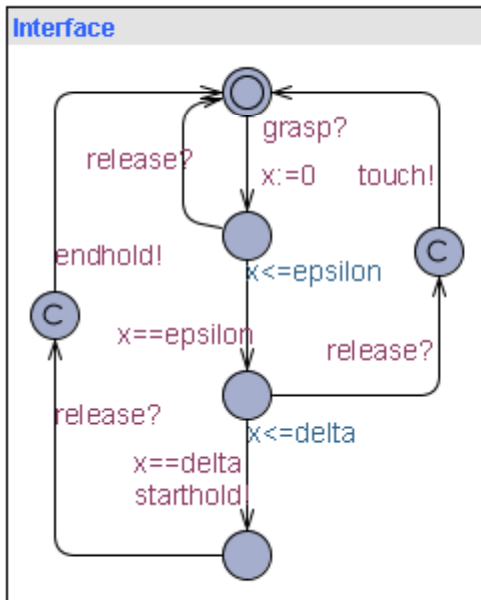 Interface
grasp?
release?
x:=0
touch!
C
endhold!
x<=epsilon
C
x==epsilon
release?
release?
x<=delta
x==delta
starthold!